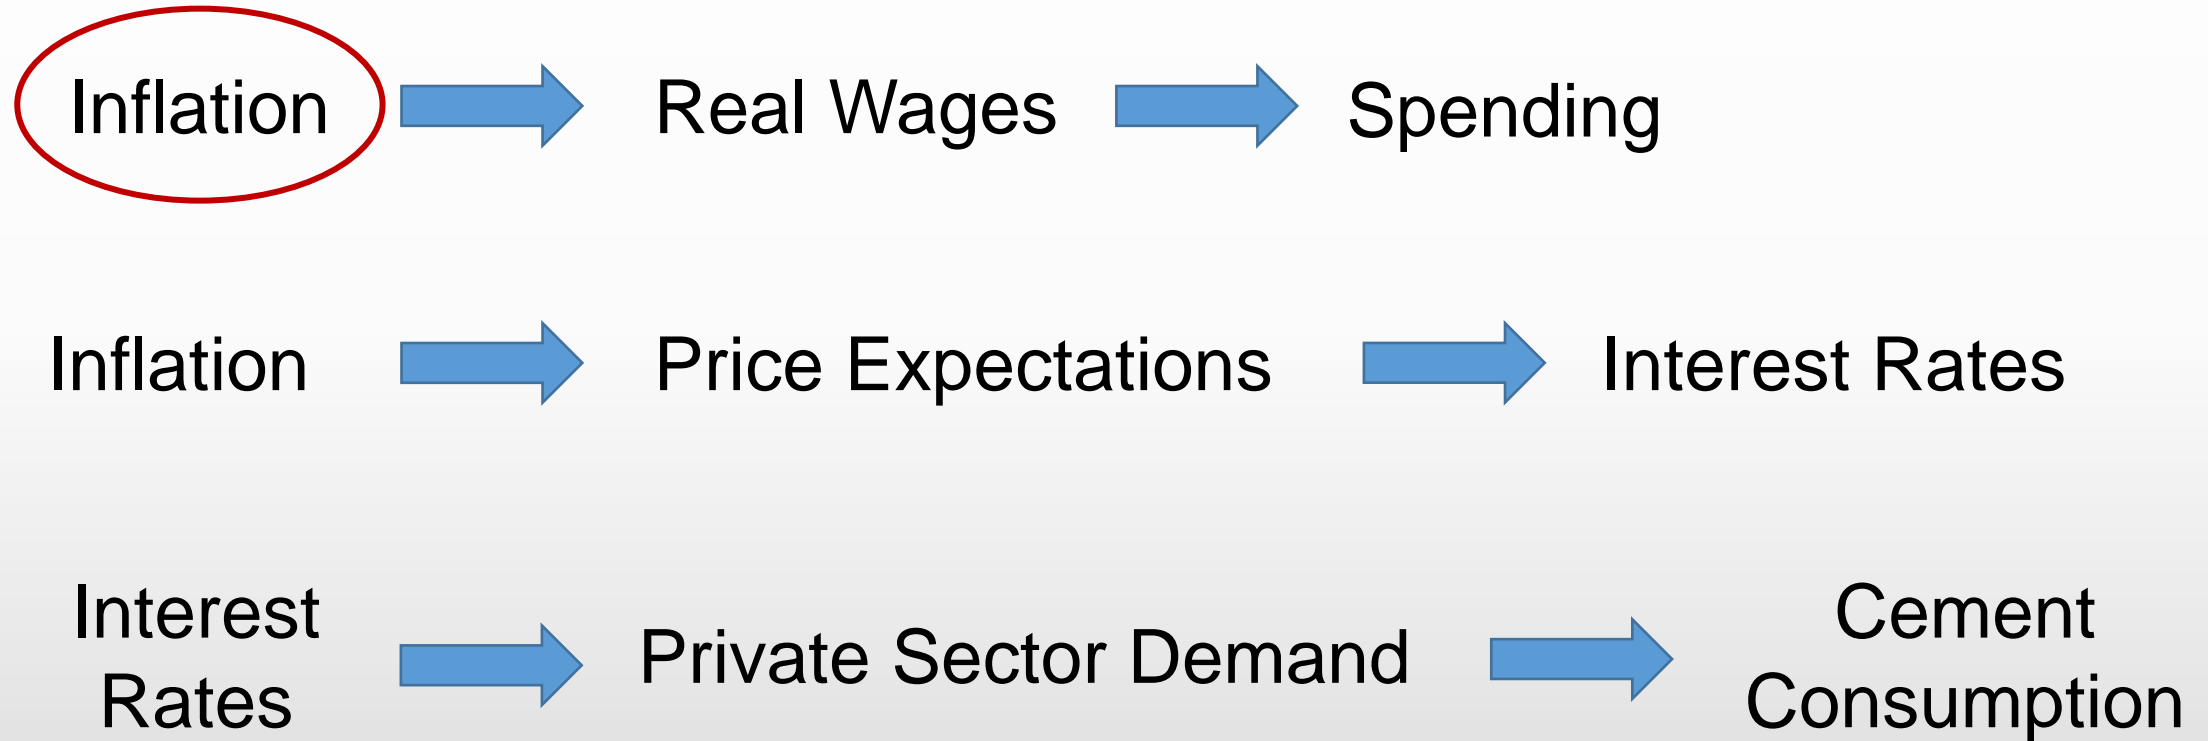 Inflation Real Wages Spending
Inflation Price Expectations Interest Rates
Interest
Rates
Private Sector Demand
Cement
Consumption